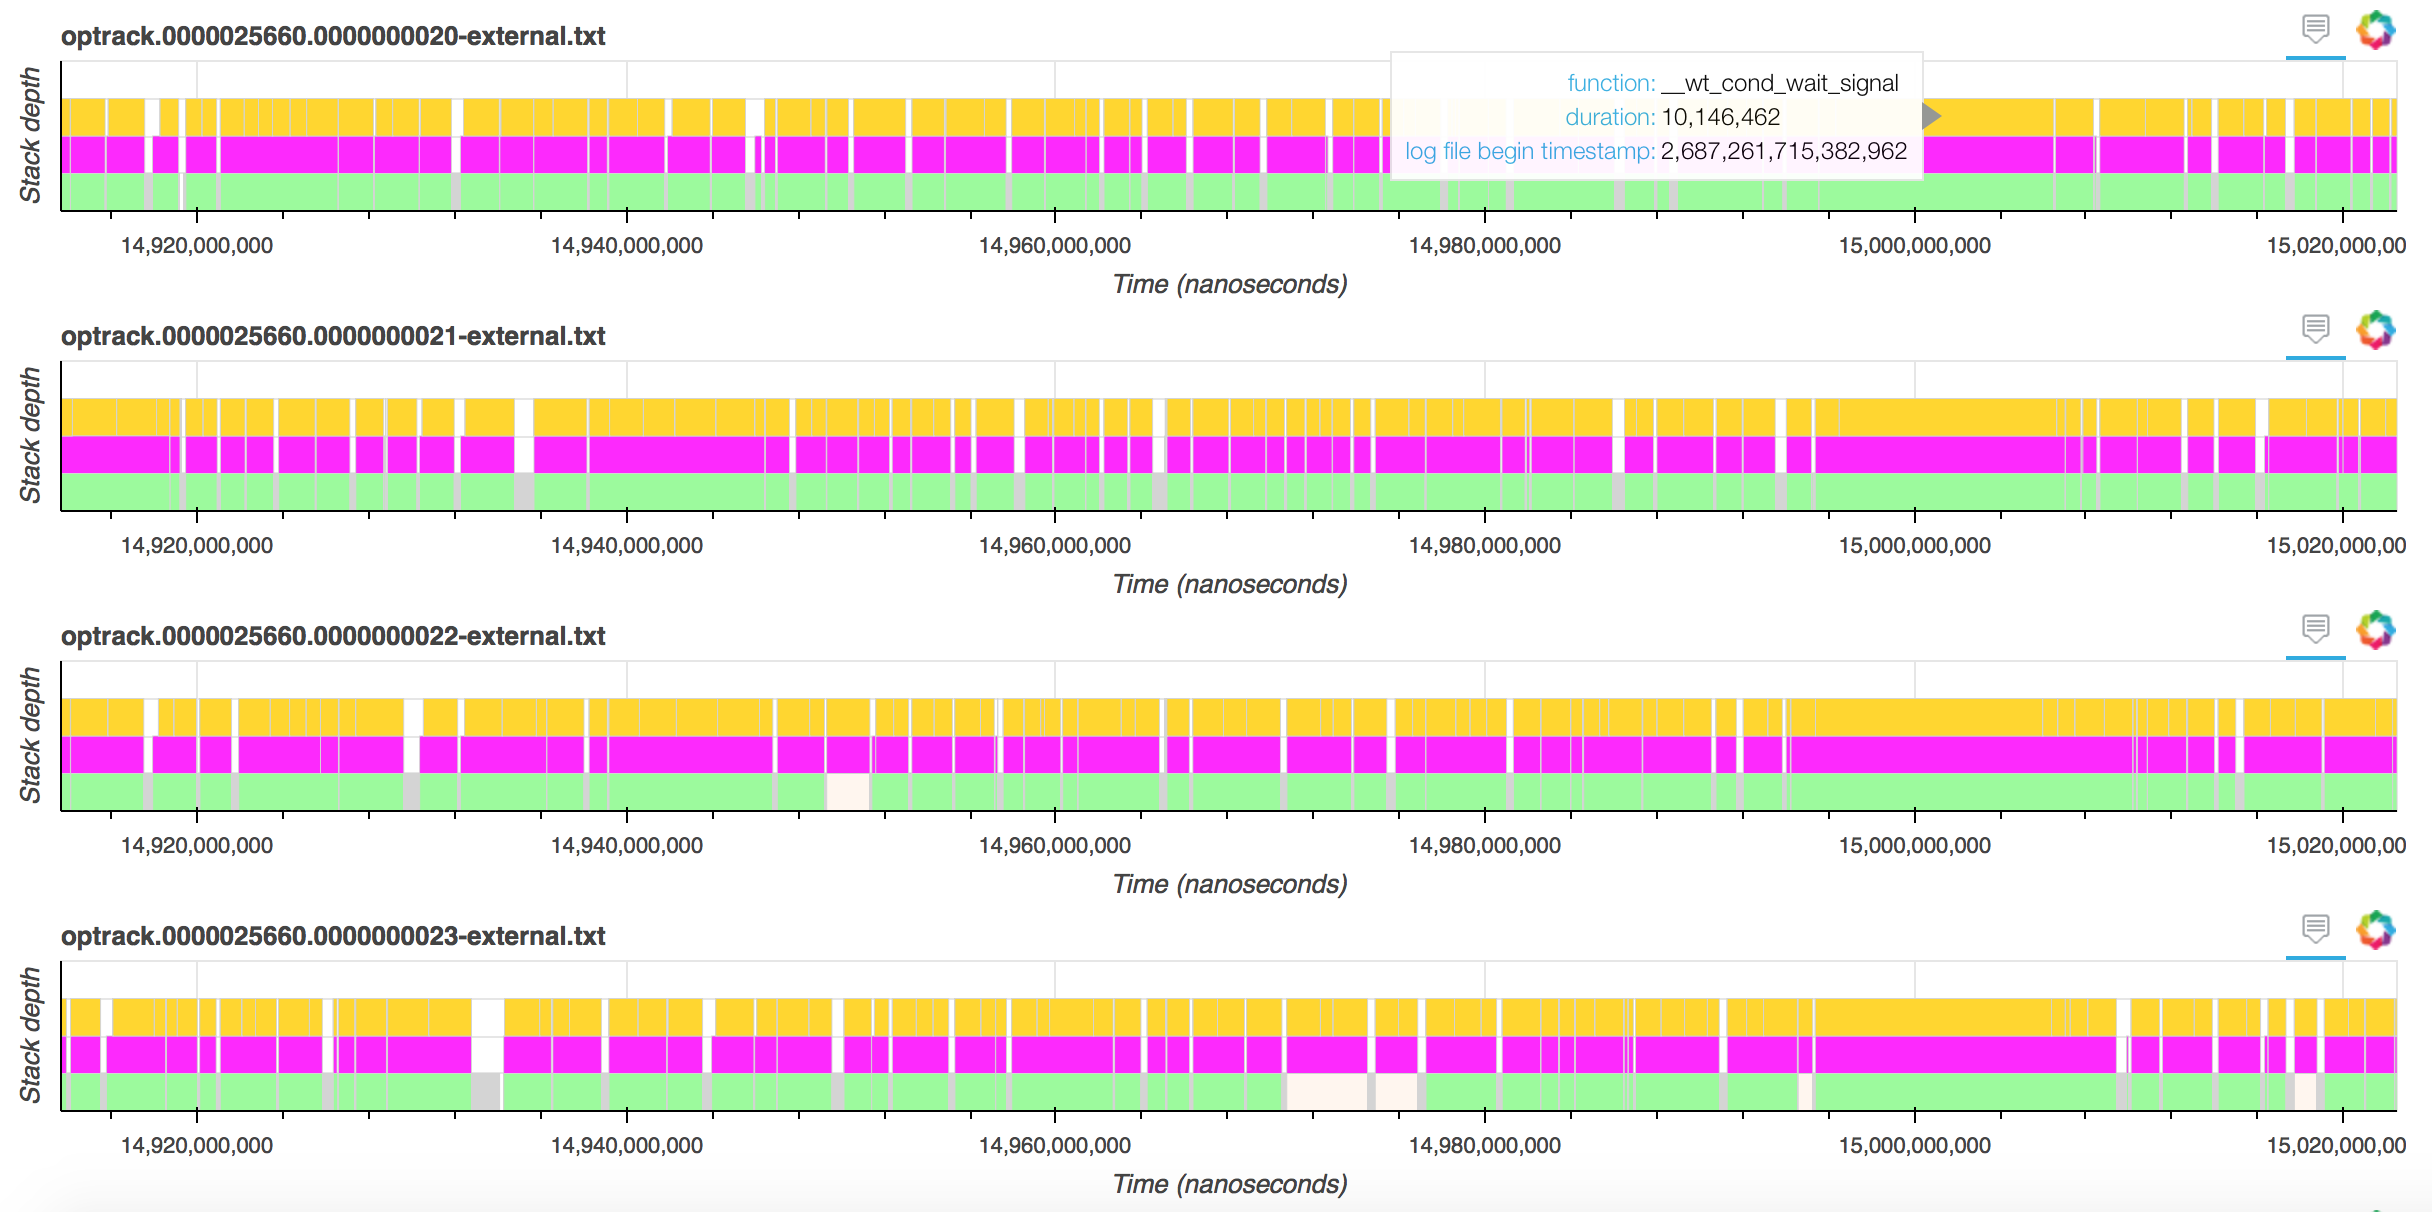 optrack.0000025660.0000000020-external.txt
Stack depth
function: __wt_cond_wait_signal
duration: 10,146,462
log file begin timestamp: 2,687,261,715,382,962
14,920,000,000 14,940,000,000 14,960,000,000 14,980,000,000 15,000,000,000 15,020,000,00
Time (nanoseconds)
optrack.0000025660.0000000021-external.txt
Stack depth
14,920,000,000 14,940,000,000 14,960,000,000 14,980,000,000 15,000,000,000 15,020,000,00
Time (nanoseconds)
optrack.0000025660.0000000022-external.txt
Stack depth
14,920,000,000 14,940,000,000 14,960,000,000 14,980,000,000 15,000,000,000 15,020,000,00
Time (nanoseconds)
optrack.0000025660.0000000023-external.txt
Stack depth
14,920,000,000 14,940,000,000 14,960,000,000 14,980,000,000 15,000,000,000 15,020,000,00
Time (nanoseconds)